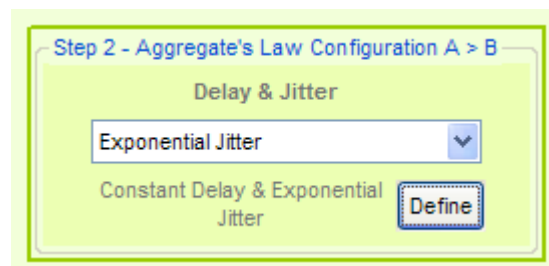 Step 2 - Aggregate's Law Configuration A > B
Delay & Jitter
Exponential Jitter
Constant Delay & Exponential
Jitter
Define